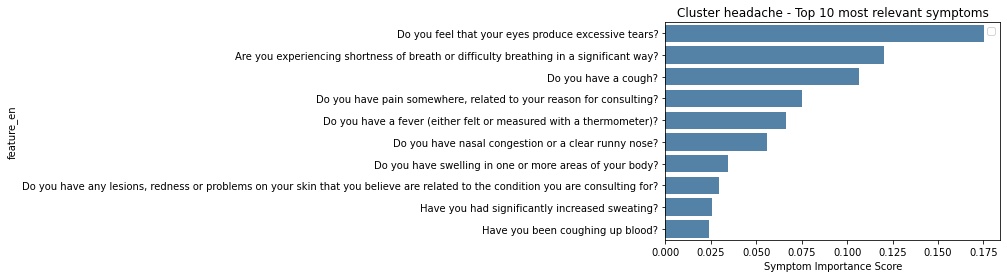 Cluster headache - Top 10 most relevant symptoms
Do you feel that your eyes produce excessive tears?
Are you experiencing shortness of breath or difficulty breathing in a significant way?
Do you have a cough?
Do you have pain somewhere, related to your reason for consulting?
Do you have a fever (either felt or measured with a thermometer)?
Do you have nasal congestion or a clear runny nose?
Do you have swelling in one or more areas of your body?
Do you have any lesions, redness or problems on your skin that you believe are related to the condition you are consulting for?
Have you had significantly increased sweating?
Have you been coughing up blood?
feature_en
0.000 0.025 0.050 0.075 0.100 0.125 0.150 0.175
Symptom Importance Score